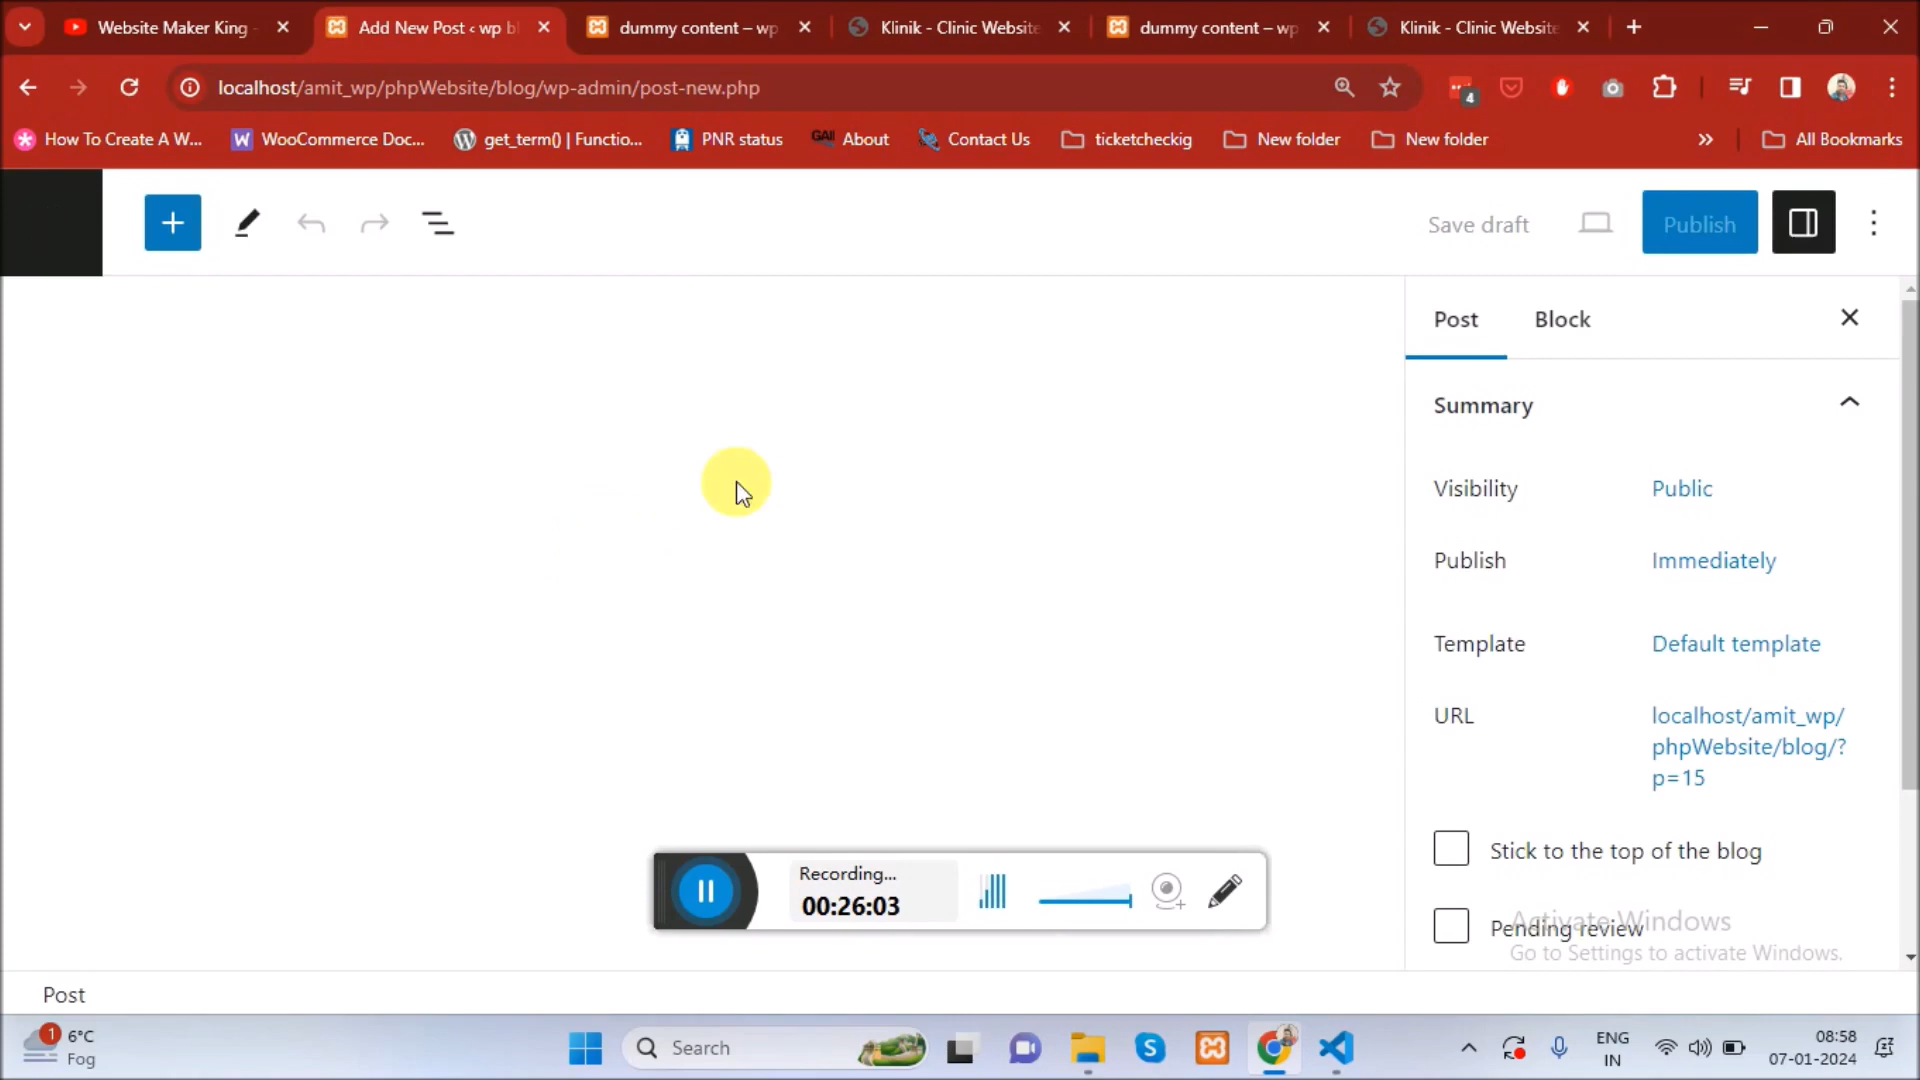 Website Maker King -
Add New Post ‹ wp bl
dummy content – wp
Klinik - Clinic Website
dummy content – wp
Klinik - Clinic Website
localhost/amit_wp/phpWebsite/blog/wp-admin/post-new.php
4
How To Create A W...
W
WooCommerce Doc...
get_term() | Functio...
PNR status
About
Contact Us
ticketcheckig
New folder
New folder
»
All Bookmarks
Save draft
Publish
Post
Block
Summary
Visibility
Public
Publish
Immediately
Template
Default template
URL
localhost/amit_wp/
phpWebsite/blog/?
p=15
Stick to the top of the blog
Pending review
Activate Windows
Go to Settings to activate Windows.
Recording...
00:26:03
Post
1
6°C
Fog
Search
ENG
IN
08:58
07-01-2024